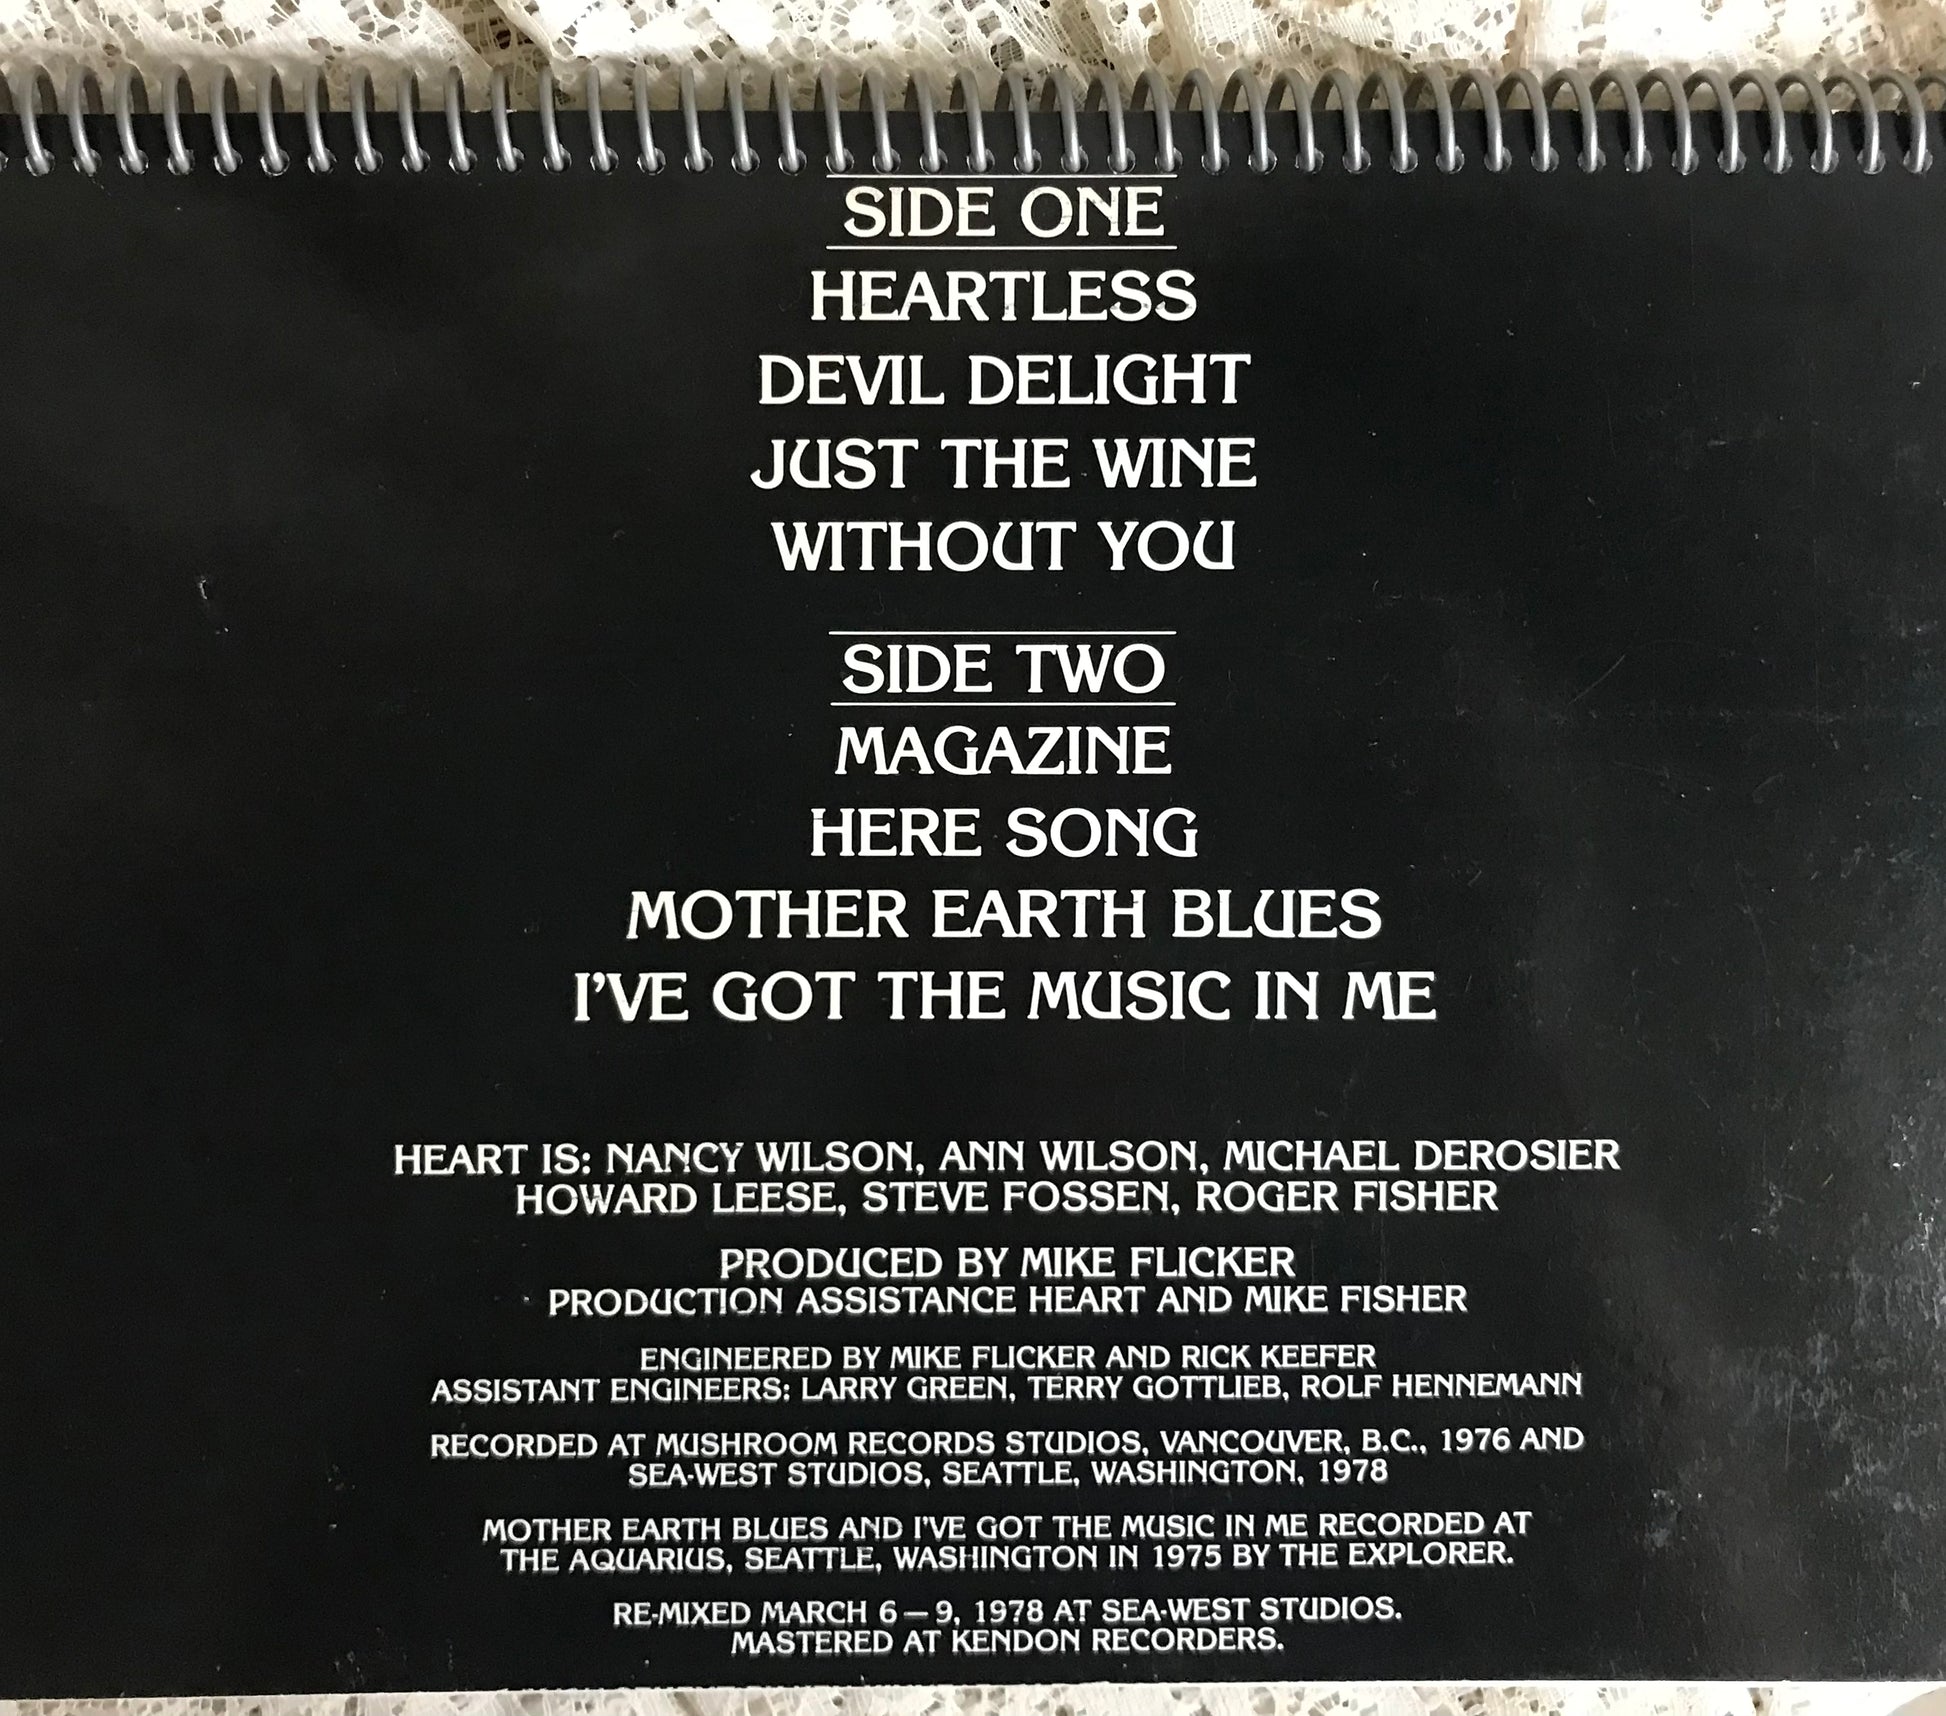 SIDE ONE
HEARTLESS
DEVIL DELIGHT
JUST THE WINE
WITHOUT YOU
SIDE TWO
MAGAZINE
HERE SONG
MOTHER EARTH BLUES
I'VE GOT THE MUSIC IN ME
HEART IS: NANCY WILSON, ANN WILSON, MICHAEL DEROSIER
HOWARD LEESE, STEVE FOSSEN, ROGER FISHER
PRODUCED BY MIKE FLICKER
PRODUCTION ASSISTANCE HEART AND MIKE FISHER
ENGINEERED BY MIKE FLICKER AND RICK KEEFER
ASSISTANT ENGINEERS: LARRY GREEN, TERRY GOTTLIEB, ROLF HENNEMANN
RECORDED AT MUSHROOM RECORDS STUDIOS, VANCOUVER, B.C., 1976 AND
SEA-WEST STUDIOS, SEATTLE, WASHINGTON, 1978
MOTHER EARTH BLUES AND I'VE GOT THE MUSIC IN ME RECORDED AT
THE AQUARIUS, SEATTLE, WASHINGTON IN 1975 BY THE EXPLORER.
RE-MIXED MARCH 6 — 9, 1978 AT SEA-WEST STUDIOS.
MASTERED AT KENDON RECORDERS.